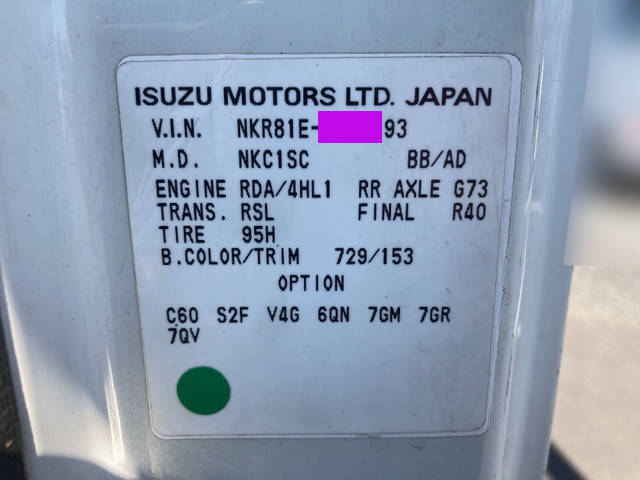 ISUZU MOTORS LTD. JAPAN
V.I.N. NKR81E- 93
M.D. NKC1SC BB/AD
ENGINE RDA/4HL1 RR AXLE G73
TRANS. RSL FINAL R40
TIRE 95H
B.COLOR/TRIM 729/153
OPTION
C60 S2F V4G 6QN 7GM 7GR
7QV